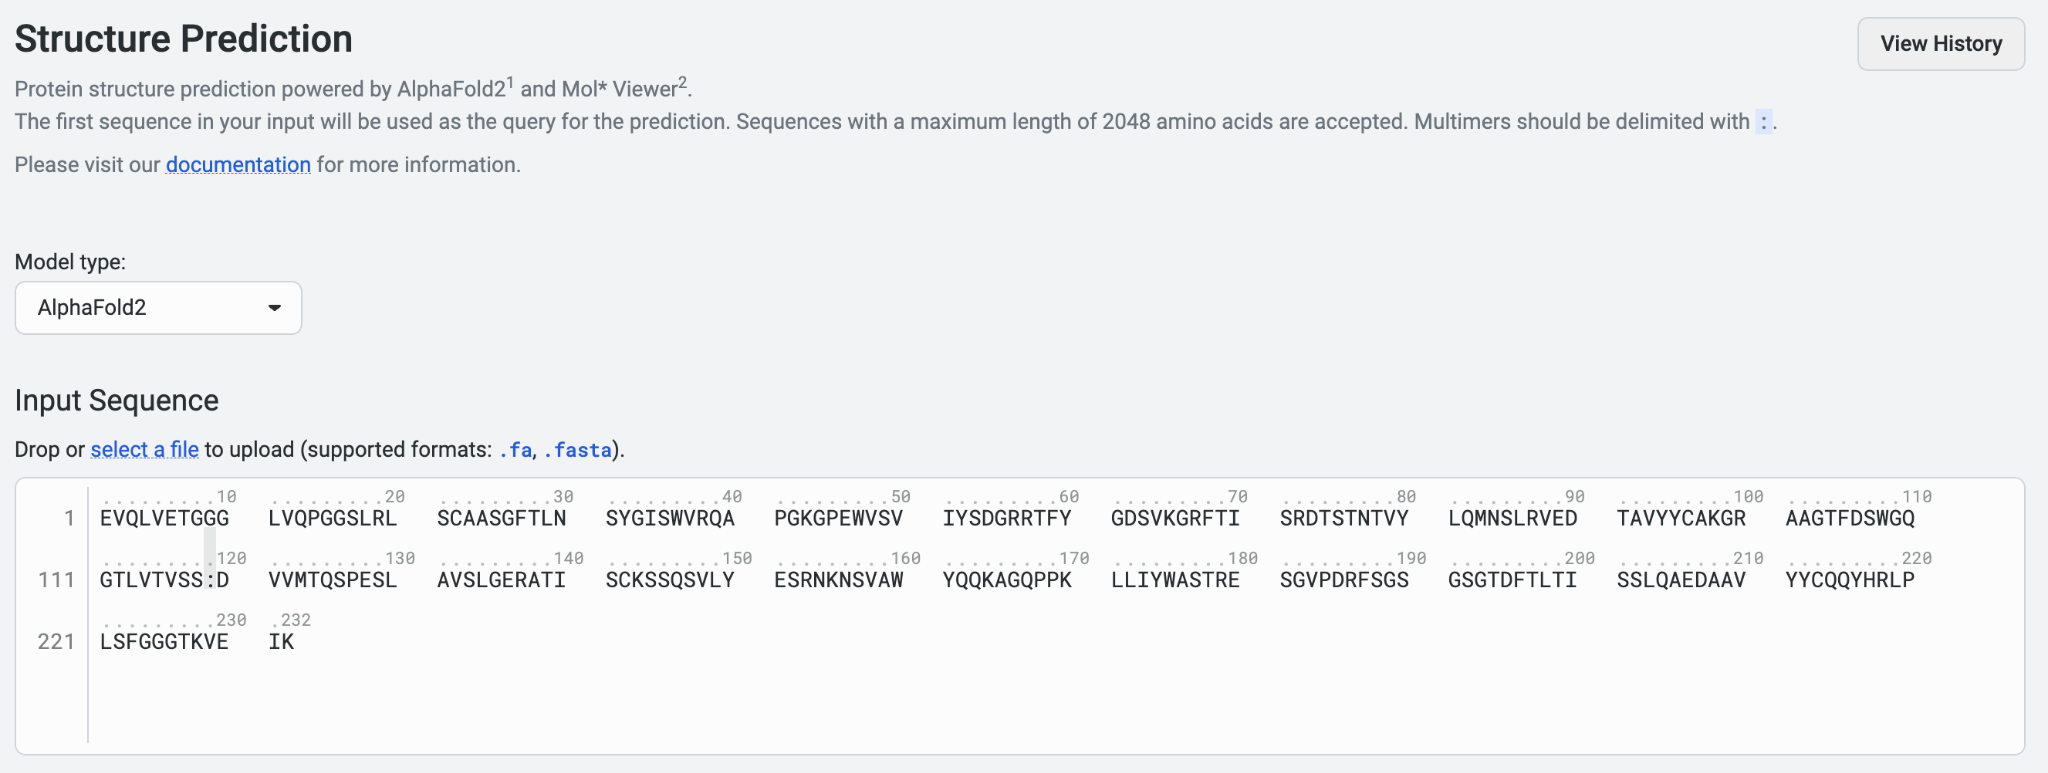 Structure Prediction
View History
Protein structure prediction powered by AlphaFold2¹ and Mol* Viewer².
The first sequence in your input will be used as the query for the prediction. Sequences with a maximum length of 2048 amino acids are accepted. Multimers should be delimited with :.
Please visit our documentation for more information.
Model type:
AlphaFold2
Input Sequence
Drop or select a file to upload (supported formats: .fa, .fasta).
.........10 .........20 .........30 .........40 .........50 .........60 .........70 .........80 .........90 .........100 .........110
1 EVQLVETGGG LVQPGGSLRL SCAASGFTLN SYGISWVRQA PGKGPEWVSV IYSDGRRTFY GDSVKGRFTI SRDTSTNTVY LQMNSLRVED TAVYYCAKGR AAGTFDSWGQ
.........120 .........130 .........140 .........150 .........160 .........170 .........180 .........190 .........200 .........210 .........220
111 GTLVTVSS:D VVMTQSPESL AVSLGERATI SCKSSQSVLY ESRNKNSVAW YQQKAGQPPK LLIYWASTRE SGVPDRFSGS GSGTDFTLTI SSLQAEDAAV YYCQQYHRLP
.........230 .232
221 LSFGGGTKVE IK